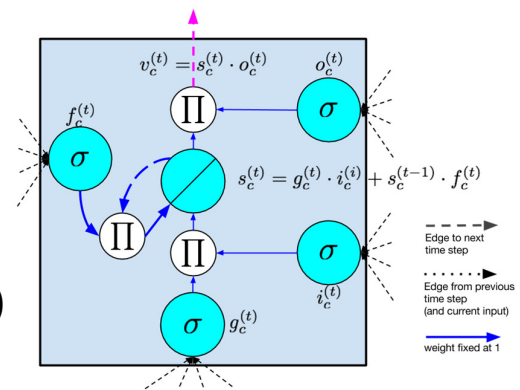 v_c^{(t)} = s_c^{(t)} · o_c^{(t)}
o_c^{(t)}
Π
σ
f_c^{(t)}
σ
s_c^{(t)} = g_c^{(t)} · i_c^{(i)} + s_c^{(t-1)} · f_c^{(t)}
Π
Π
σ
i_c^{(t)}
σ
g_c^{(t)}
Edge to next
time step
Edge from previous
time step
(and current input)
weight fixed at 1
)